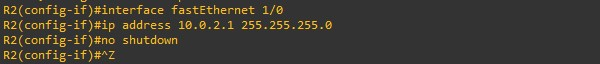 R2(config-if)#interface fastEthernet 1/0
R2(config-if)#ip address 10.0.2.1 255.255.255.0
R2(config-if)#no shutdown
R2(config-if)#^Z